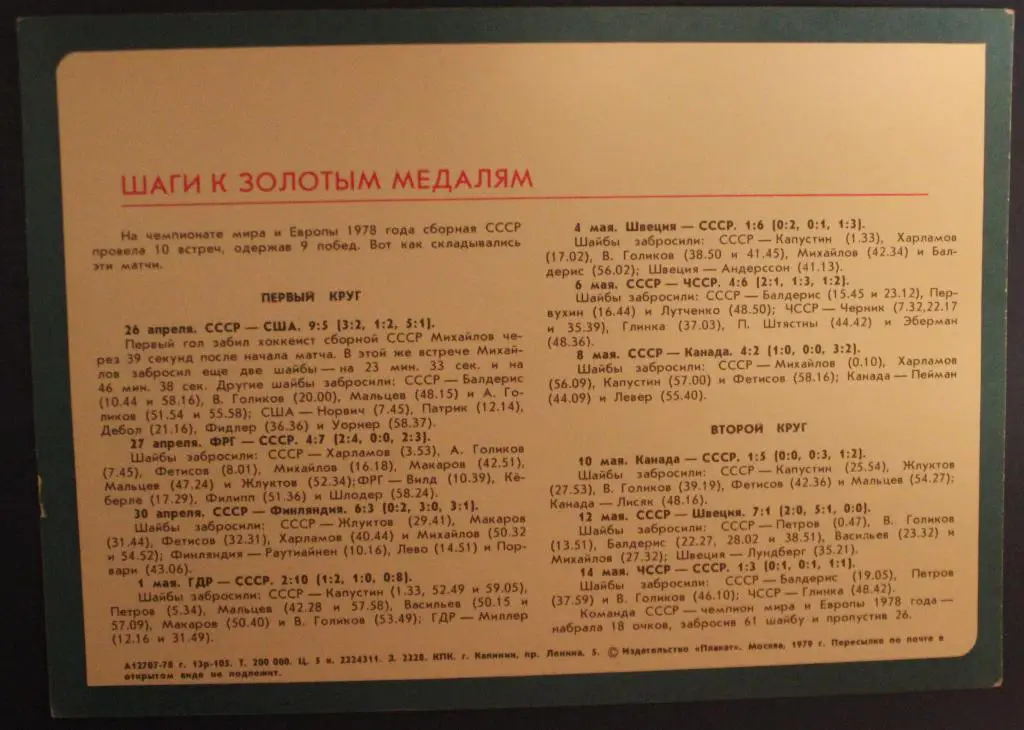 ШАГИ К ЗОЛОТЫМ МЕДАЛЯМ
На чемпионате мира и Европы 1978 года сборная СССР
провела 10 встреч, одержав 9 побед. Вот как складывались
эти матчи.
ПЕРВЫЙ КРУГ
26 апреля. СССР — США. 9:5 [3:2, 1:2, 5:1].
Первый гол забил хоккеист сборной СССР Михайлов че-
рез 39 секунд после начала матча. В этой же встрече Михай-
лов забросил еще две шайбы — на 23 мин. 33 сек. и на
46 мин. 38 сек. Другие шайбы забросили: СССР — Балдерис
(10.44 и 58.16), В. Голиков (20.00), Мальцев (48.15) и А. Го-
ликов (51.54 и 55.58); США — Норвич (7.45), Патрик (12.14),
Дебол (21.16), Фидлер (36.36) и Уорнер (58.37).
27 апреля. ФРГ — СССР. 4:7 [2:4, 0:0, 2:3].
Шайбы забросили: СССР — Харламов (3.53), А. Голиков
(7.45), Фетисов (8.01), Михайлов (16.18), Макаров (42.51),
Мальцев (47.24) и Жлуктов (52.34); ФРГ — Вилд (10.39), Кё-
берле (17.29), Филипп (51.36) и Шлодер (58.24).
30 апреля. СССР — Финляндия. 6:3 [0:2, 3:0, 3:1].
Шайбы забросили: СССР — Жлуктов (29.41), Макаров
(31.44), Фетисов (32.31), Харламов (40.44) и Михайлов (50.32
и 54.52); Финляндия — Раутиайнен (10.16), Лево (14.51) и Пор-
вари (43.06).
1 мая. ГДР — СССР. 2:10 [1:2, 1:0, 0:8].
Шайбы забросили: СССР — Капустин (1.33, 52.49 и 59.05),
Петров (5.34), Мальцев (42.28 и 57.58), Васильев (50.15 и
57.09), Макаров (50.40) и В. Голиков (53.49); ГДР — Миллер
(12.16 и 31.49).
4 мая. Швеция — СССР. 1:6 [0:2, 0:1, 1:3].
Шайбы забросили: СССР — Капустин (1.33), Харламов
(17.02), В. Голиков (38.50 и 41.45), Михайлов (42.34) и Бал-
дерис (56.02); Швеция — Андерссон (41.13).
6 мая. СССР — ЧССР. 4:6 [2:1, 1:3, 1:2].
Шайбы забросили: СССР — Балдерис (15.45 и 23.12), Пер-
вухин (16.44) и Лутченко (48.50); ЧССР — Черник (7.32,22.17
и 35.39), Глинка (37.03), П. Штястны (44.42) и Эберман
(48.36).
8 мая. СССР — Канада. 4:2 [1:0, 0:0, 3:2].
Шайбы забросили: СССР — Михайлов (0.10), Харламов
(56.09), Капустин (57.00) и Фетисов (58.16); Канада — Пейман
(44.09) и Левер (55.40).
ВТОРОЙ КРУГ
10 мая. Канада — СССР. 1:5 [0:0, 0:3, 1:2].
Шайбы забросили: СССР — Капустин (25.54), Жлуктов
(27.53), В. Голиков (39.19), Фетисов (42.36) и Мальцев (54.27);
Канада — Лисяк (48.16).
12 мая. СССР — Швеция. 7:1 [2:0, 5:1, 0:0].
Шайбы забросили: СССР — Петров (0.47), В. Голиков
(13.51), Балдерис (22.27, 28.02 и 38.51), Васильев (23.32) и
Михайлов (27.32); Швеция — Лундберг (35.21).
14 мая. ЧССР — СССР. 1:3 [0:1, 0:1, 1:1].
Шайбы забросили: СССР — Балдерис (19.05), Петров
(37.59) и В. Голиков (46.10); ЧССР — Глинка (48.42).
Команда СССР — чемпион мира и Европы 1978 года —
набрала 18 очков, забросив 61 шайбу и пропустив 26.
А12707-78 г. 13р-105. Т. 200 000. Ц. 5 к. 2224311. З. 2228. КПК. г. Калинин, пр. Ленина, 5. © Издательство «Плакат». Москва, 1979 г. Пересылке по почте в
открытом виде не подлежит.